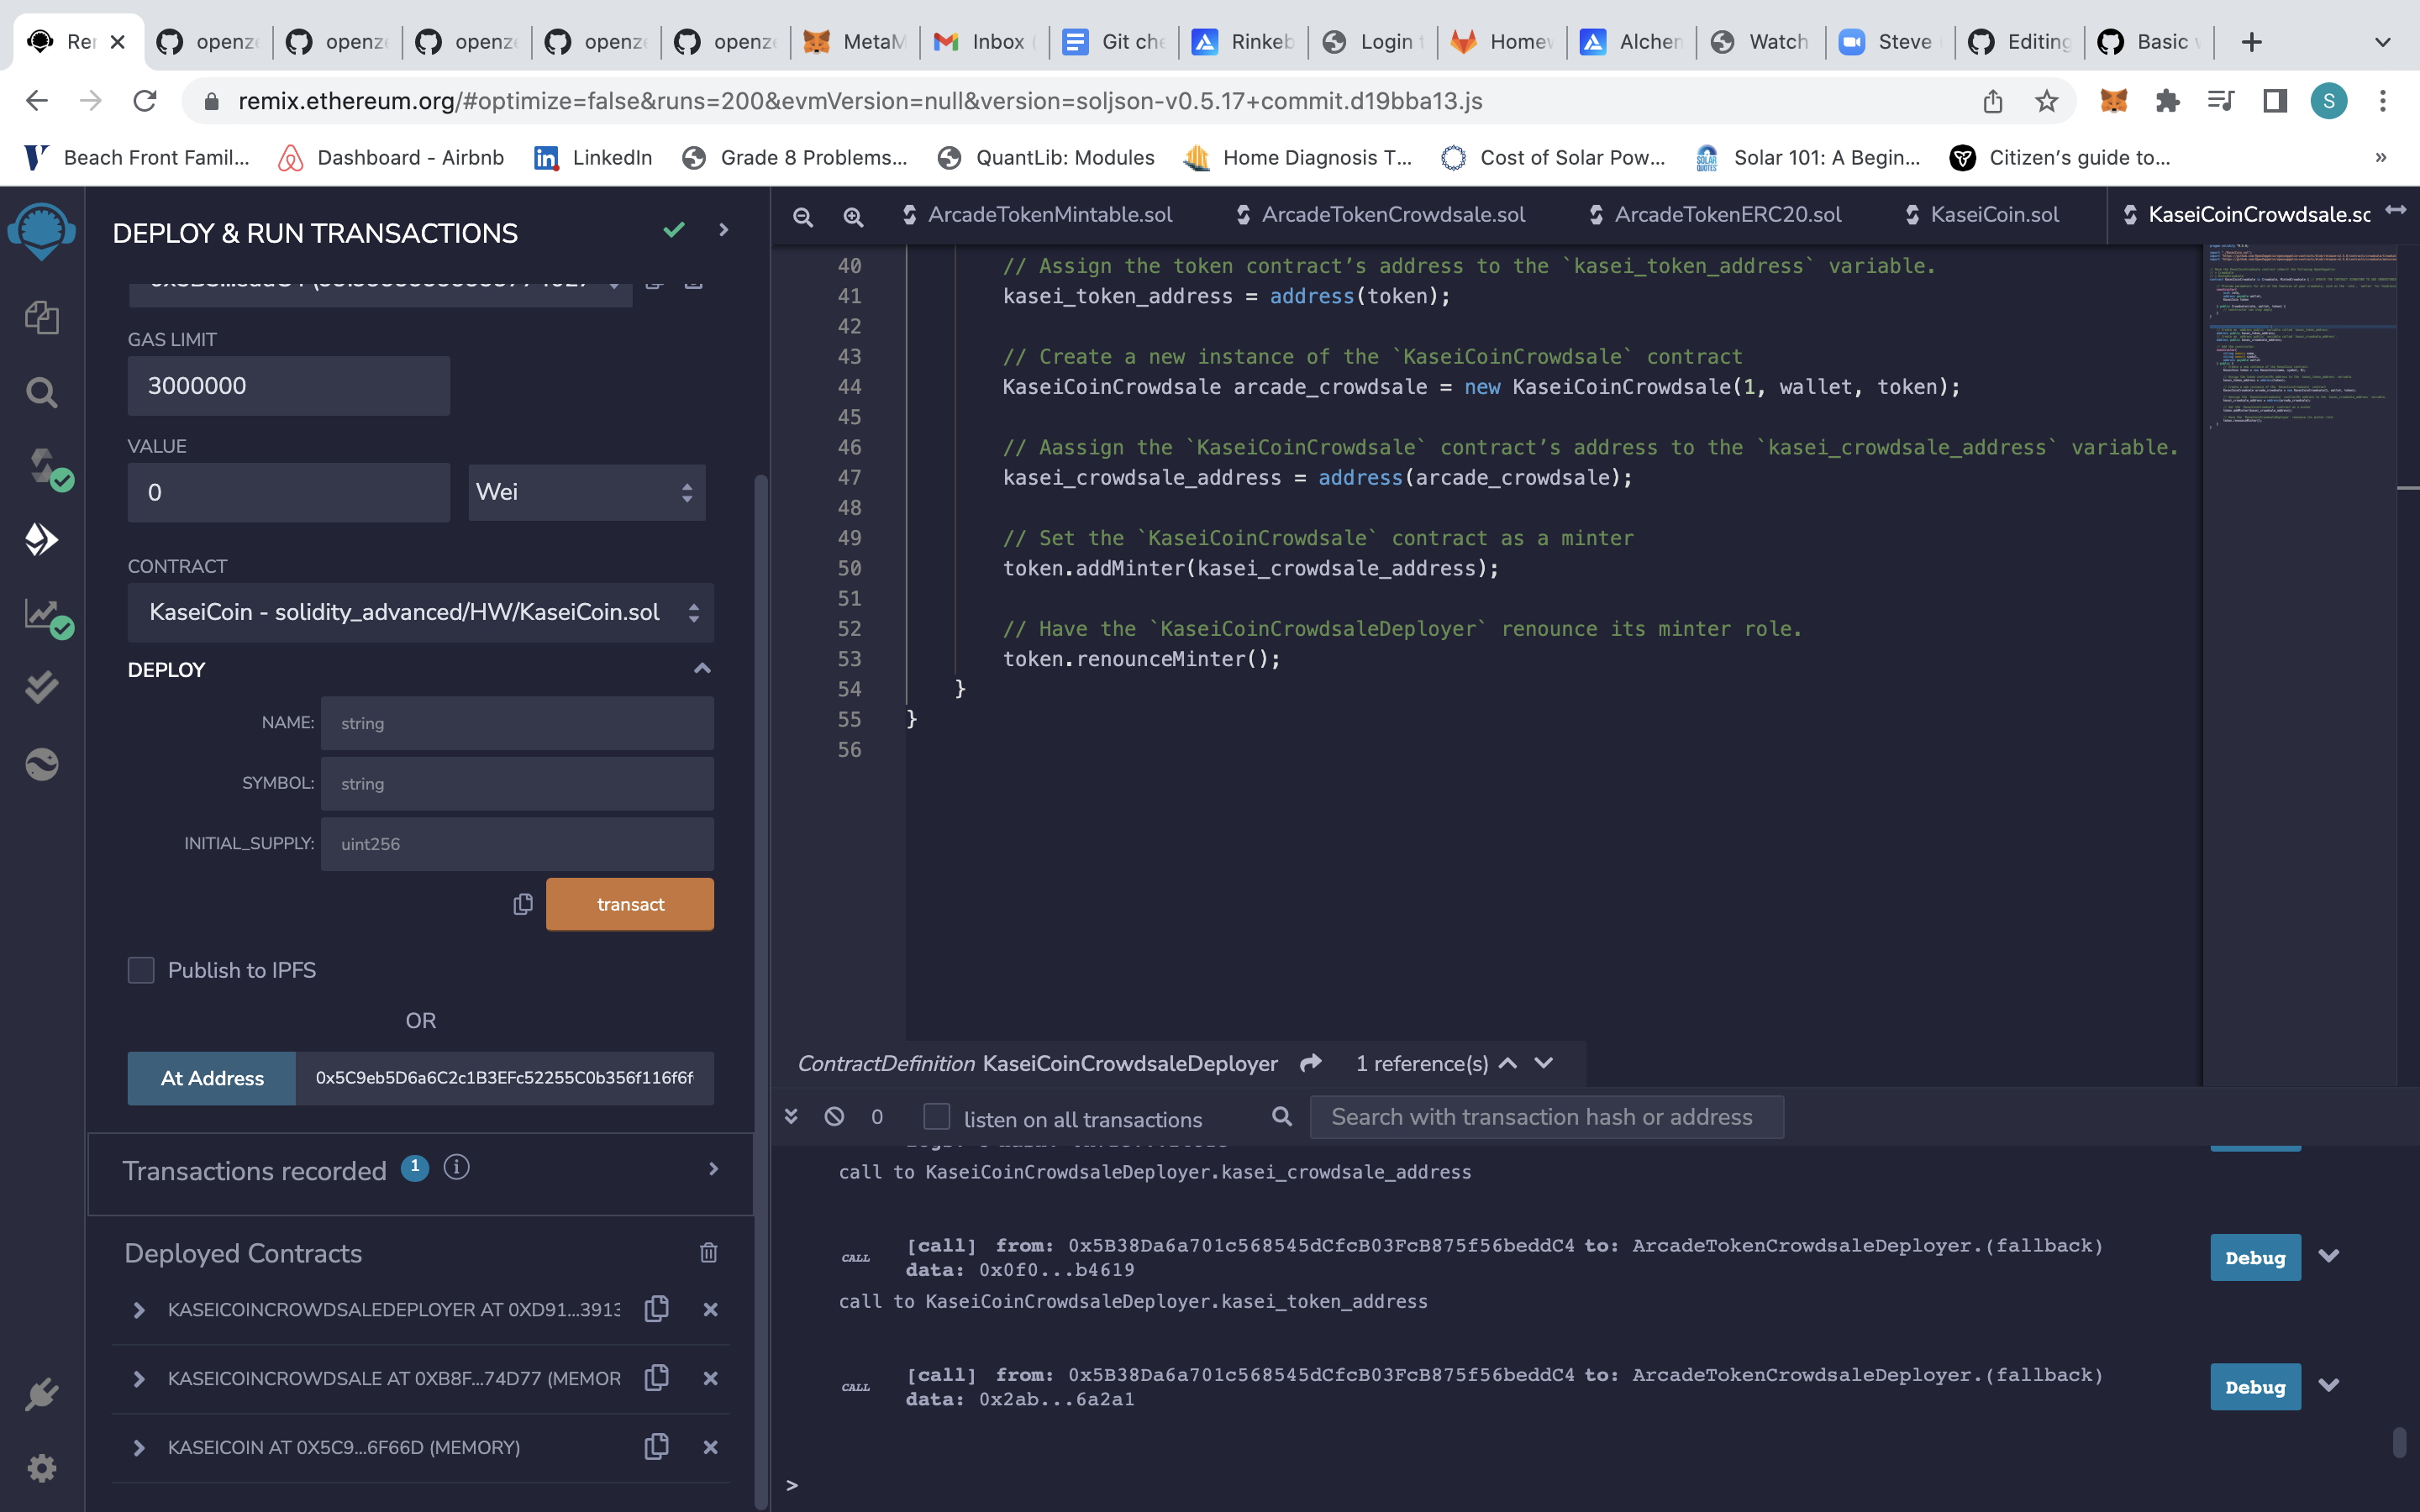 Rer
openze
openze
openze
openze
openze
MetaM
Inbox (
Git che
Rinkeb
Login t
Homew
Alchem
Watch
Steve
Editing
Basic
remix.ethereum.org/#optimize=false&runs=200&evmVersion=null&version=soljson-v0.5.17+commit.d19bba13.js
S
Beach Front Famil...
Dashboard - Airbnb
LinkedIn
Grade 8 Problems...
QuantLib: Modules
Home Diagnosis T...
Cost of Solar Pow...
Solar 101: A Begin...
Citizen's guide to...
»
DEPLOY & RUN TRANSACTIONS
GAS LIMIT
3000000
VALUE
0
Wei
CONTRACT
KaseiCoin - solidity_advanced/HW/KaseiCoin.sol
DEPLOY
NAME: string
SYMBOL: string
INITIAL_SUPPLY: uint256
transact
Publish to IPFS
OR
At Address 0x5C9eb5D6a6C2c1B3EFc52255C0b356f116f6f
Transactions recorded 1 i
Deployed Contracts
KASEICOINCROWDSALEDEPLOYER AT 0XD91...3913
KASEICOINCROWDSALE AT 0XB8F...74D77 (MEMOR
KASEICOIN AT 0X5C9...6F66D (MEMORY)
ArcadeTokenMintable.sol
ArcadeTokenCrowdsale.sol
ArcadeTokenERC20.sol
KaseiCoin.sol
KaseiCoinCrowdsale.sc
40 // Assign the token contract’s address to the `kasei_token_address` variable.
41 kasei_token_address = address(token);
42
43 // Create a new instance of the `KaseiCoinCrowdsale` contract
44 KaseiCoinCrowdsale arcade_crowdsale = new KaseiCoinCrowdsale(1, wallet, token);
45
46 // Aassign the `KaseiCoinCrowdsale` contract’s address to the `kasei_crowdsale_address` variable.
47 kasei_crowdsale_address = address(arcade_crowdsale);
48
49 // Set the `KaseiCoinCrowdsale` contract as a minter
50 token.addMinter(kasei_crowdsale_address);
51
52 // Have the `KaseiCoinCrowdsaleDeployer` renounce its minter role.
53 token.renounceMinter();
54 }
55 }
56
ContractDefinition KaseiCoinCrowdsaleDeployer 1 reference(s)
0 listen on all transactions Search with transaction hash or address
call to KaseiCoinCrowdsaleDeployer.kasei_crowdsale_address
CALL [call] from: 0x5B38Da6a701c568545dCfcB03FcB875f56beddC4 to: ArcadeTokenCrowdsaleDeployer.(fallback)
data: 0x0f0...b4619
Debug
call to KaseiCoinCrowdsaleDeployer.kasei_token_address
CALL [call] from: 0x5B38Da6a701c568545dCfcB03FcB875f56beddC4 to: ArcadeTokenCrowdsaleDeployer.(fallback)
data: 0x2ab...6a2a1
Debug
>